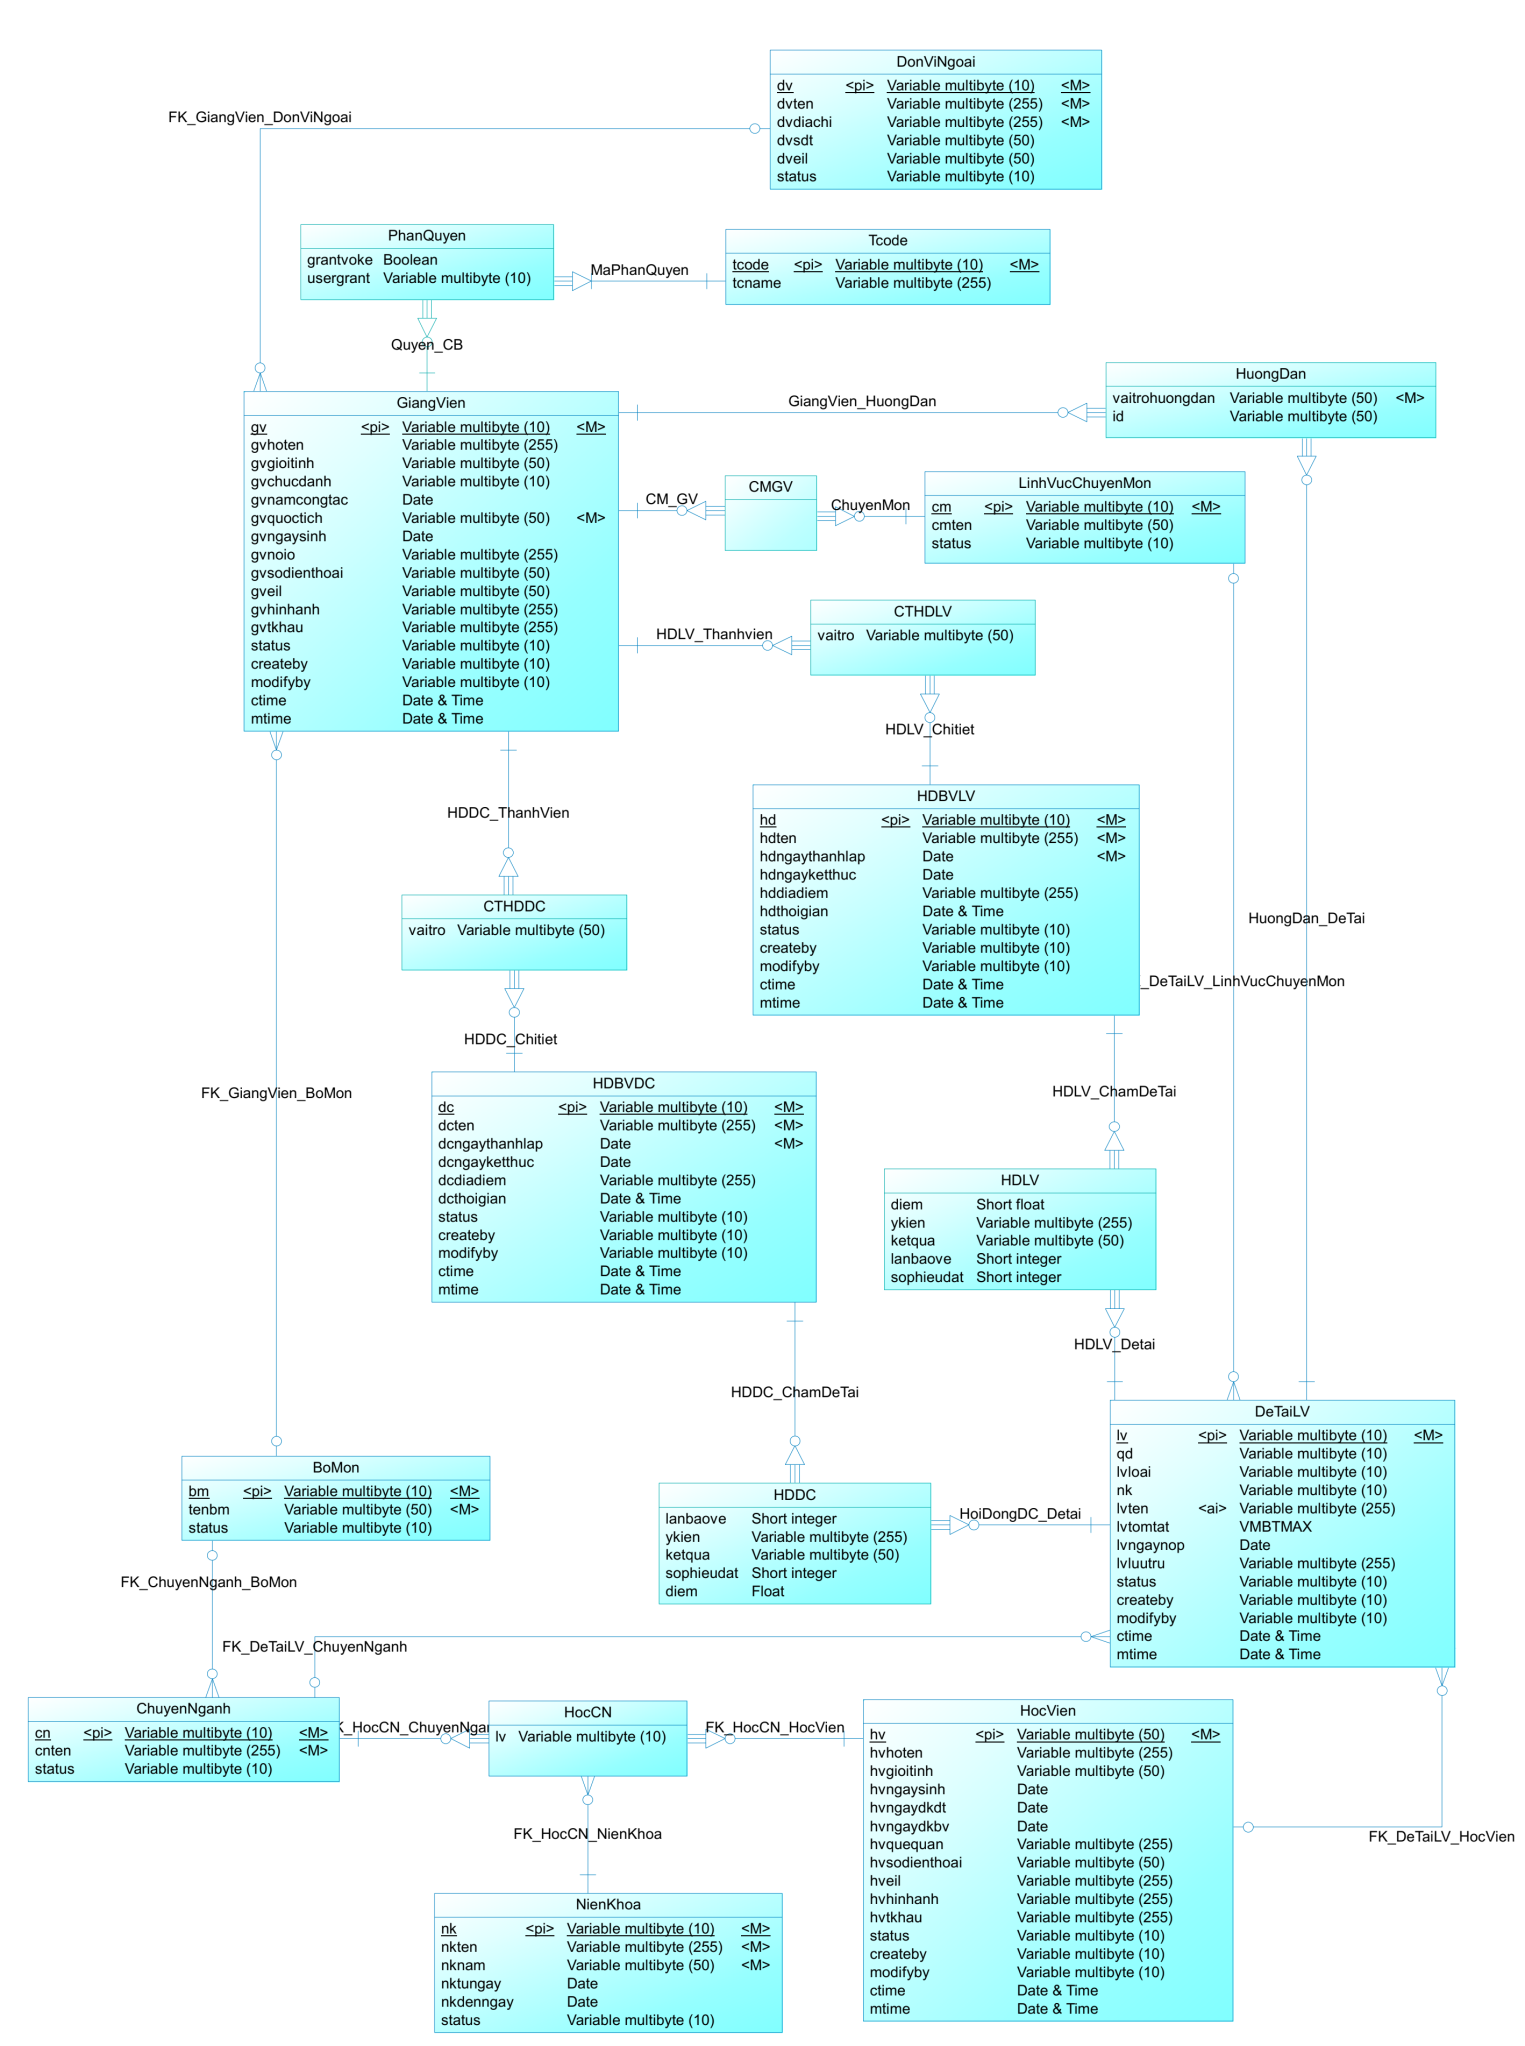 DonViNgoai
dv <pi> Variable multibyte (10) <M>
dvten Variable multibyte (255) <M>
dvdiachi Variable multibyte (255) <M>
dvsdt Variable multibyte (50)
dveil Variable multibyte (50)
status Variable multibyte (10)
FK_GiangVien_DonViNgoai
PhanQuyen
grantvoke Boolean
usergrant Variable multibyte (10)
MaPhanQuyen
Tcode
tcode <pi> Variable multibyte (10) <M>
tcname Variable multibyte (255)
Quyen_CB
GiangVien
gv <pi> Variable multibyte (10) <M>
gvhoten Variable multibyte (255)
gvgioitinh Variable multibyte (50)
gvchucdanh Variable multibyte (10)
gvnamcongtac Date
gvquoctich Variable multibyte (50) <M>
gvngaysinh Date
gvnoio Variable multibyte (255)
gvsodienthoai Variable multibyte (50)
gveil Variable multibyte (50)
gvhinhanh Variable multibyte (255)
gvtkhau Variable multibyte (255)
status Variable multibyte (10)
createby Variable multibyte (10)
modifyby Variable multibyte (10)
ctime Date & Time
mtime Date & Time
GiangVien_HuongDan
HuongDan
vaitrohuongdan Variable multibyte (50) <M>
id Variable multibyte (50)
CM_GV
CMGV
ChuyenMon
LinhVucChuyenMon
cm <pi> Variable multibyte (10) <M>
cmten Variable multibyte (50)
status Variable multibyte (10)
HDLV_Thanhvien
CTHDLV
vaitro Variable multibyte (50)
HDLV_Chitiet
HDBVLV
hd <pi> Variable multibyte (10) <M>
hdten Variable multibyte (255) <M>
hdngaythanhlap Date <M>
hdngayketthuc Date
hddiadiem Variable multibyte (255)
hdthoigian Date & Time
status Variable multibyte (10)
createby Variable multibyte (10)
modifyby Variable multibyte (10)
ctime Date & Time
mtime Date & Time
HDDC_ThanhVien
CTHDDC
vaitro Variable multibyte (50)
HuongDan_DeTai
_DeTaiLV_LinhVucChuyenMon
HDDC_Chitiet
HDBVDC
dc <pi> Variable multibyte (10) <M>
dcten Variable multibyte (255) <M>
dcngaythanhlap Date <M>
dcngayketthuc Date
dcdiadiem Variable multibyte (255)
dcthoigian Date & Time
status Variable multibyte (10)
createby Variable multibyte (10)
modifyby Variable multibyte (10)
ctime Date & Time
mtime Date & Time
FK_GiangVien_BoMon
HDLV_ChamDeTai
HDLV
diem Short float
ykien Variable multibyte (255)
ketqua Variable multibyte (50)
lanbaove Short integer
sophieudat Short integer
HDLV_Detai
HDDC_ChamDeTai
DeTaiLV
lv <pi> Variable multibyte (10) <M>
qd Variable multibyte (10)
lvloai Variable multibyte (10)
nk Variable multibyte (10)
lvten <ai> Variable multibyte (255)
lvtomtat VMBTMAX
lvngaynop Date
lvluutru Variable multibyte (255)
status Variable multibyte (10)
createby Variable multibyte (10)
modifyby Variable multibyte (10)
ctime Date & Time
mtime Date & Time
BoMon
bm <pi> Variable multibyte (10) <M>
tenbm Variable multibyte (50) <M>
status Variable multibyte (10)
HDDC
lanbaove Short integer
ykien Variable multibyte (255)
ketqua Variable multibyte (50)
sophieudat Short integer
diem Float
HoiDongDC_Detai
FK_ChuyenNganh_BoMon
FK_DeTaiLV_ChuyenNganh
ChuyenNganh
cn <pi> Variable multibyte (10) <M>
cnten Variable multibyte (255) <M>
status Variable multibyte (10)
K_HocCN_ChuyenNgan
HocCN
lv Variable multibyte (10)
FK_HocCN_HocVien
HocVien
hv <pi> Variable multibyte (50) <M>
hvhoten Variable multibyte (255)
hvgioitinh Variable multibyte (50)
hvngaysinh Date
hvngaydkdt Date
hvngaydkbv Date
hvquequan Variable multibyte (255)
hvsodienthoai Variable multibyte (50)
hveil Variable multibyte (255)
hvhinhanh Variable multibyte (255)
hvtkhau Variable multibyte (255)
status Variable multibyte (10)
createby Variable multibyte (10)
modifyby Variable multibyte (10)
ctime Date & Time
mtime Date & Time
FK_DeTaiLV_HocVien
FK_HocCN_NienKhoa
NienKhoa
nk <pi> Variable multibyte (10) <M>
nkten Variable multibyte (255) <M>
nknam Variable multibyte (50) <M>
nktungay Date
nkdenngay Date
status Variable multibyte (10)